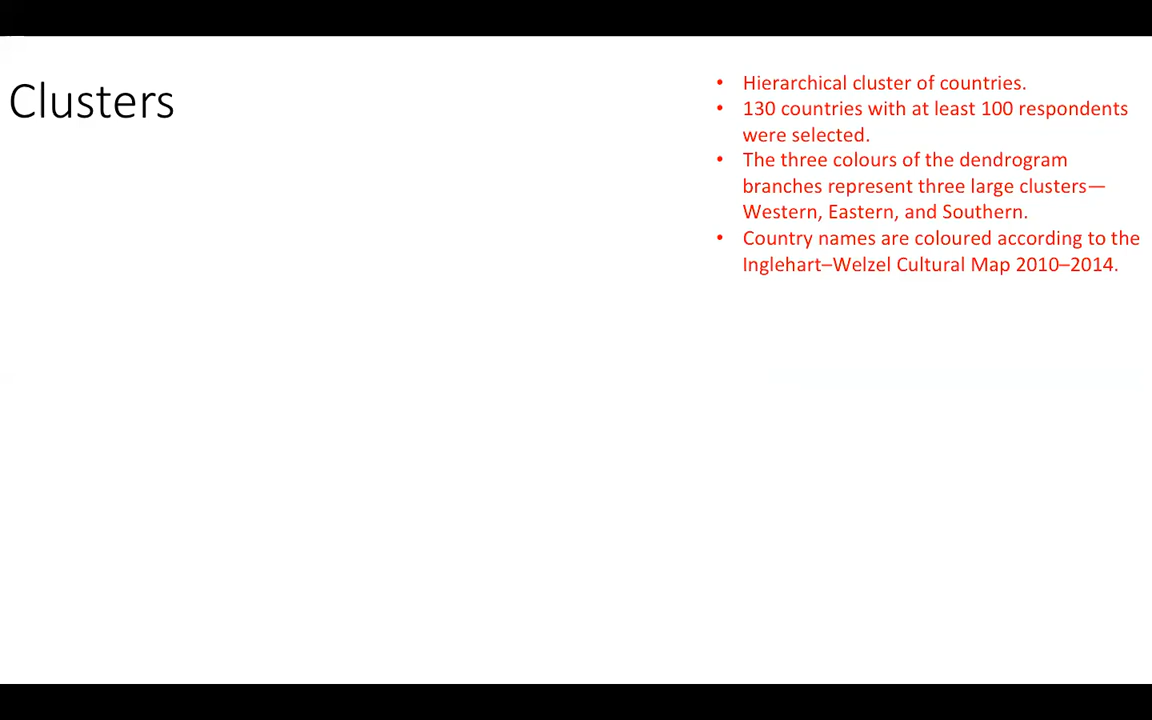 Clusters
• Hierarchical cluster of countries.
• 130 countries with at least 100 respondents
were selected.
• The three colours of the dendrogram
branches represent three large clusters—
Western, Eastern, and Southern.
• Country names are coloured according to the
Inglehart–Welzel Cultural Map 2010–2014.